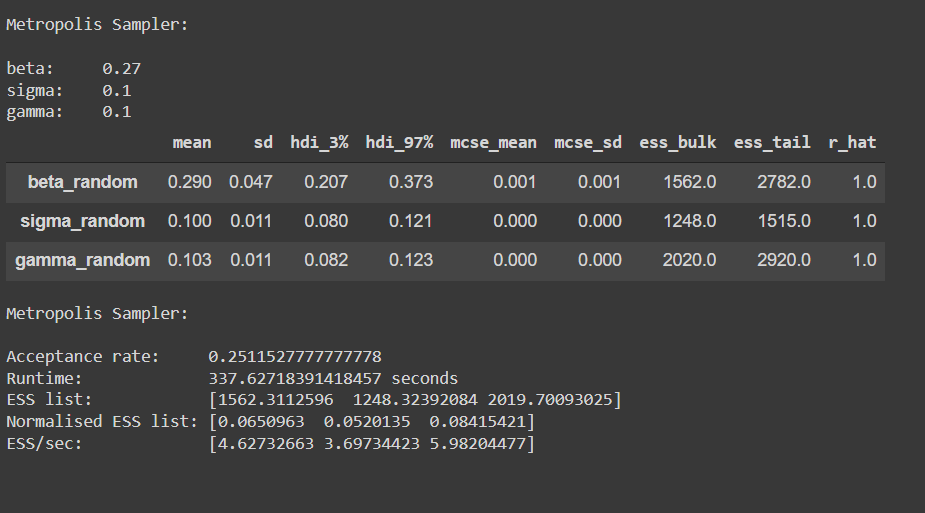 Metropolis Sampler:
beta: 0.27
sigma: 0.1
gamma: 0.1
mean sd hdi_3% hdi_97% mcse_mean mcse_sd ess_bulk ess_tail r_hat
beta_random 0.290 0.047 0.207 0.373 0.001 0.001 1562.0 2782.0 1.0
sigma_random 0.100 0.011 0.080 0.121 0.000 0.000 1248.0 1515.0 1.0
gamma_random 0.103 0.011 0.082 0.123 0.000 0.000 2020.0 2920.0 1.0
Metropolis Sampler:
Acceptance rate: 0.2511527777777778
Runtime: 337.62718391418457 seconds
ESS list: [1562.3112596 1248.32392084 2019.70093025]
Normalised ESS list: [0.0650963 0.0520135 0.08415421]
ESS/sec: [4.62732663 3.69734423 5.98204477]